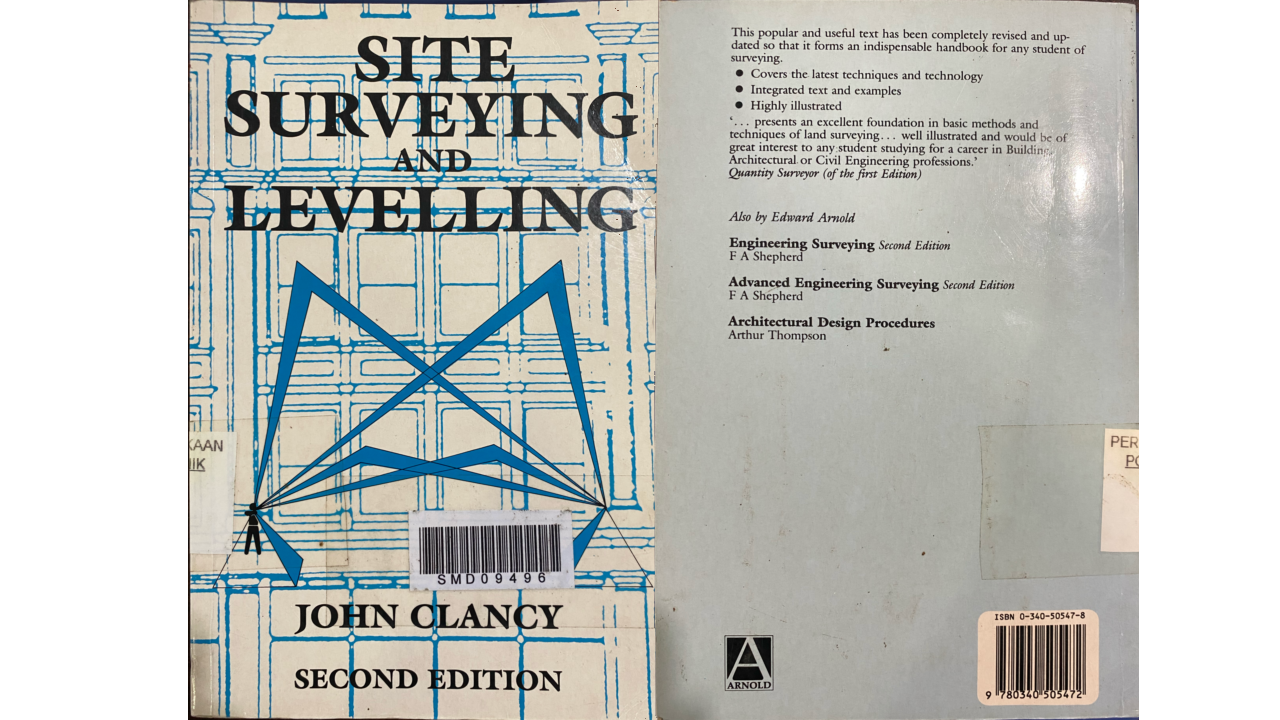 SITE
SURVEYING
AND
LEVELLING
KAAN
IK
SMD09496
JOHN CLANCY
SECOND EDITION
This popular and useful text has been completely revised and up-
dated so that it forms an indispensable handbook for any student of
surveying.
● Covers the latest techniques and technology
● Integrated text and examples
● Highly illustrated
‘. . . presents an excellent foundation in basic methods and
techniques of land surveying . . . well illustrated and would be of
great interest to any student studying for a career in Building,
Architectural or Civil Engineering professions.’
Quantity Surveyor (of the first Edition)
Also by Edward Arnold
Engineering Surveying Second Edition
F A Shepherd
Advanced Engineering Surveying Second Edition
F A Shepherd
Architectural Design Procedures
Arthur Thompson
PER
PO
A
ARNOLD
ISBN 0-340-50547-8
9 780340 505472